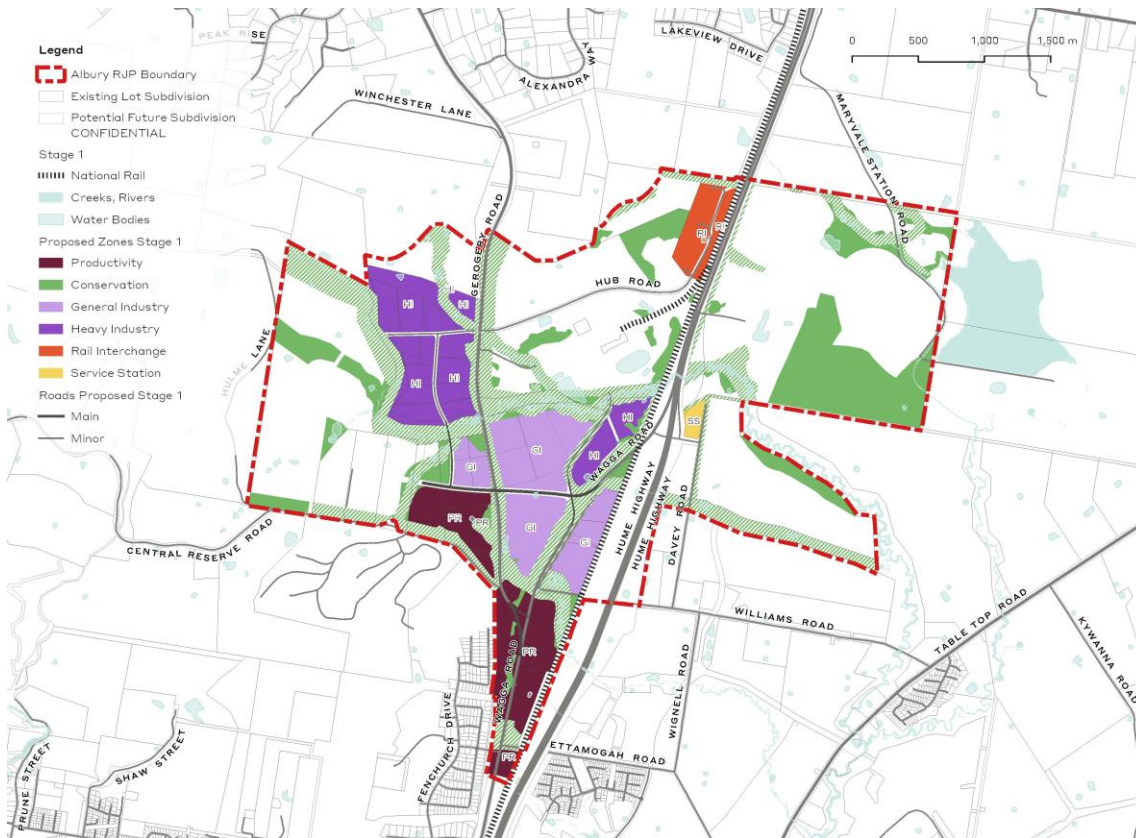 Legend
Albury RJP Boundary
Existing Lot Subdivision
Potential Future Subdivision
CONFIDENTIAL
Stage 1
National Rail
Creeks, Rivers
Water Bodies
Proposed Zones Stage 1
Productivity
Conservation
General Industry
Heavy Industry
Rail Interchange
Service Station
Roads Proposed Stage 1
Main
Minor
0 500 1,000 1,500 m
PEAK RISE
LAKEVIEW DRIVE
ALEXANDRA WAY
WINCHESTER LANE
MARYVALE STATION ROAD
GEROGERY ROAD
RI
RI
HUB ROAD
HI
HI
HI
HULME LANE
HI
HI
HI
HI
WAGGA ROAD
SS
GI
GI
GI
GI
PR
PR
HUME HIGHWAY
HUME HIGHWAY
DAVEY ROAD
CENTRAL RESERVE ROAD
WILLIAMS ROAD
TABLE TOP ROAD
KYWANNA ROAD
PR
WAGGA ROAD
WIGNELL ROAD
FENCHURCH DRIVE
PR
ETTAMOGAH ROAD
SHAW STREET
PRUNE STREET